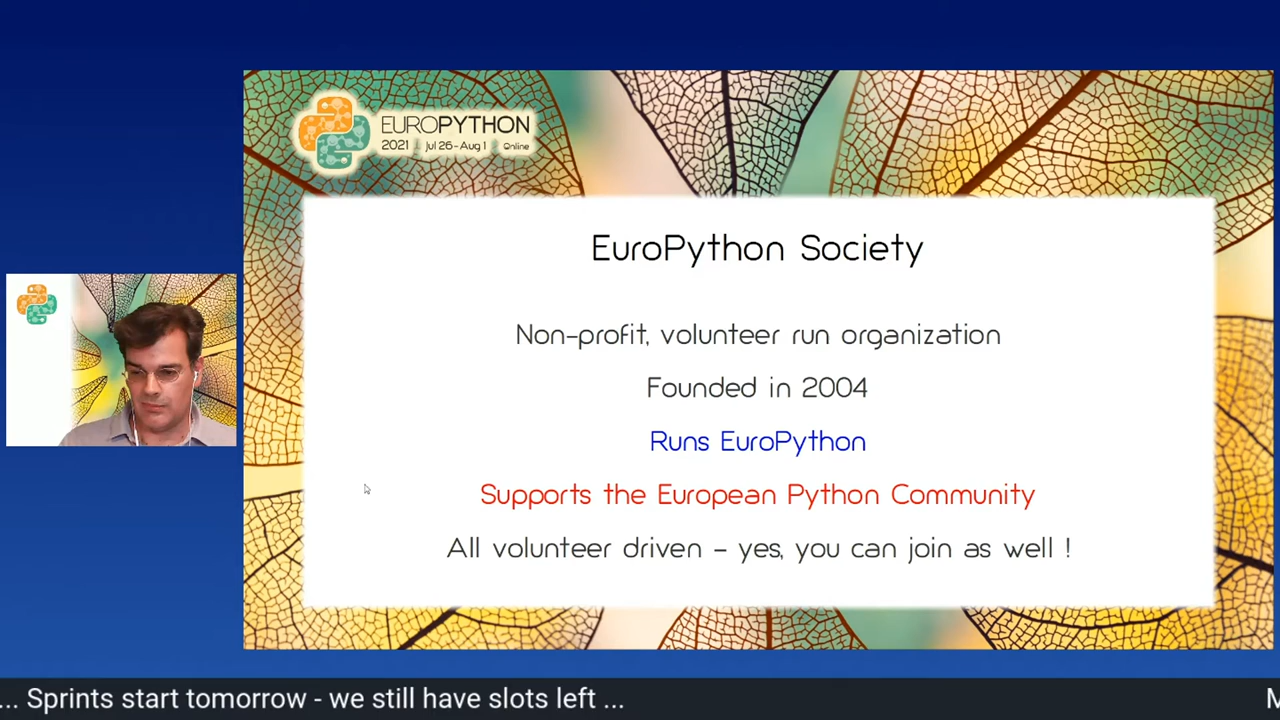 EUROPYTHON
2021 Jul 26-Aug 1 Online
EuroPython Society
Non-profit, volunteer run organization
Founded in 2004
Runs EuroPython
Supports the European Python Community
All volunteer driven – yes, you can join as well !
... Sprints start tomorrow - we still have slots left ...